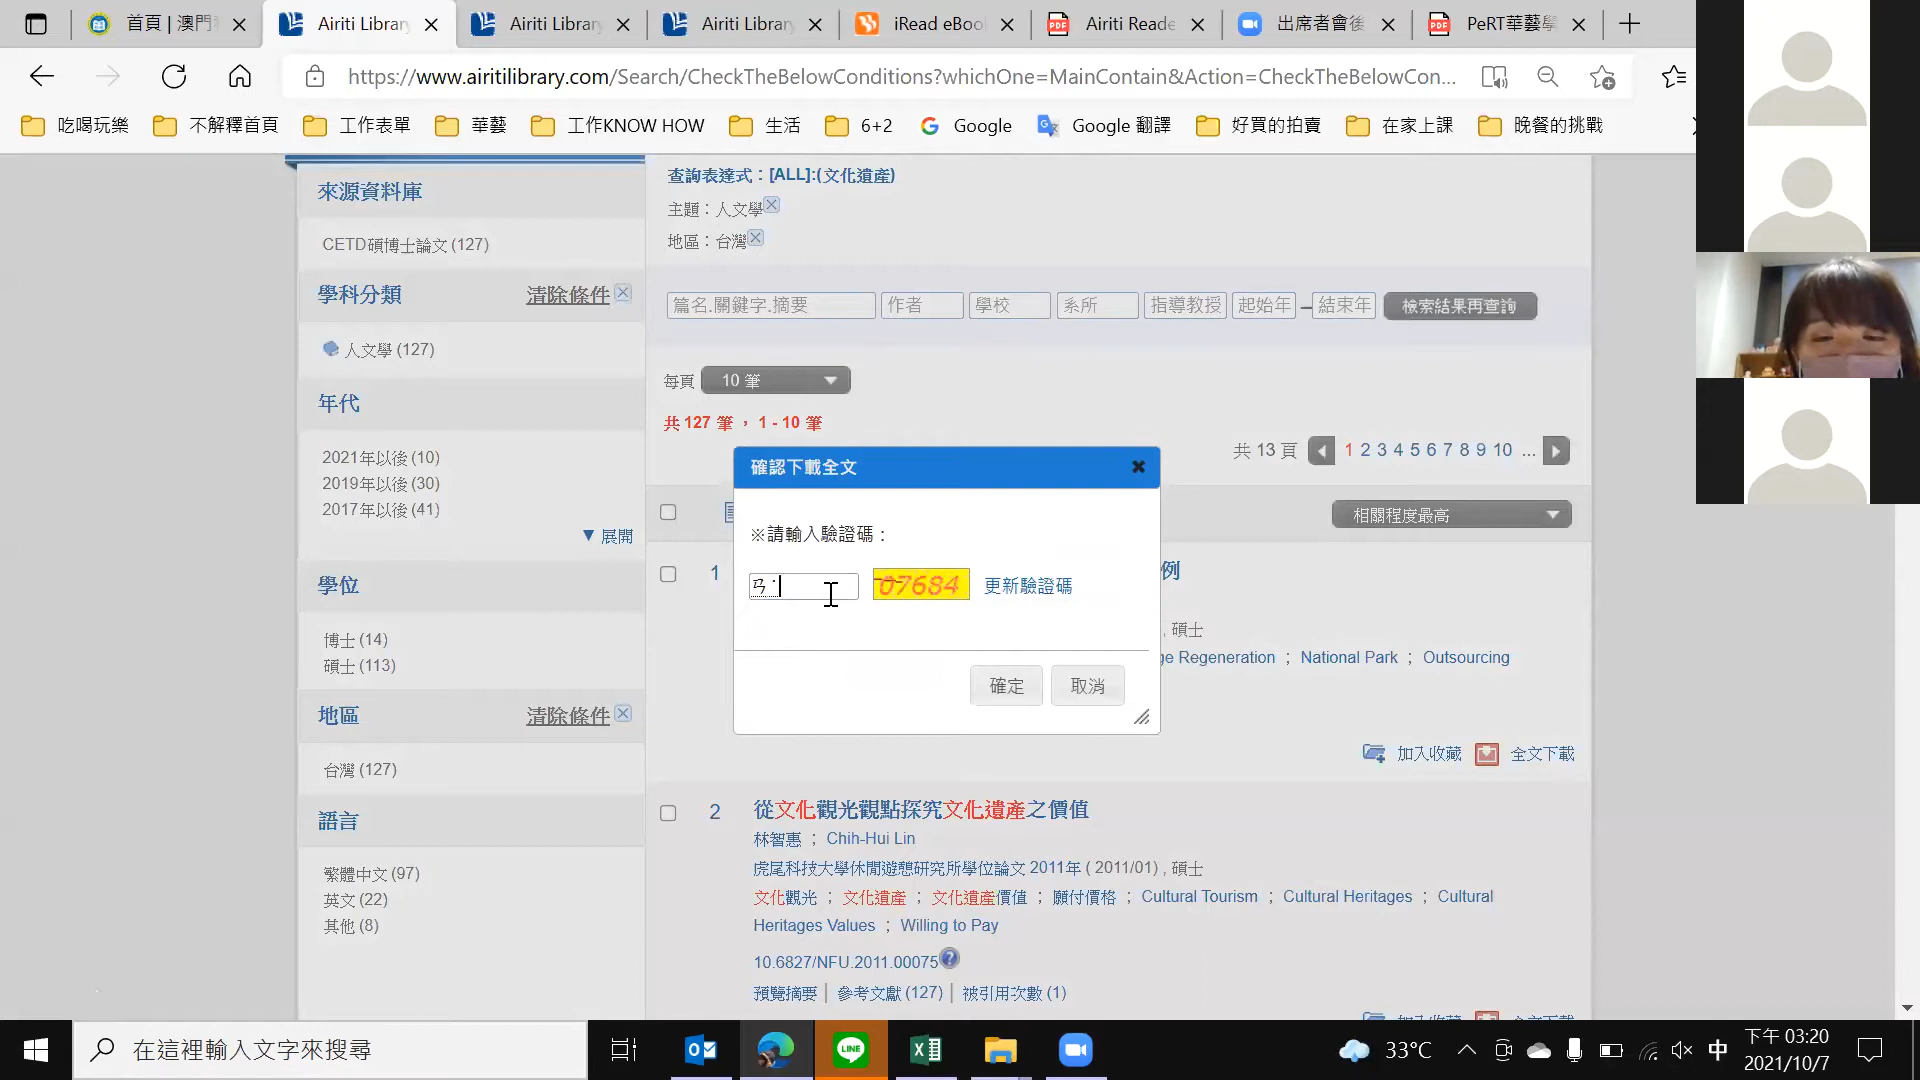 首頁 | 澳門
Airiti Library
Airiti Library
Airiti Library
iRead eBoo
Airiti Reade
出席者會後
PeRT華藝學
https://www.airitilibrary.com/Search/CheckTheBelowConditions?whichOne=MainContain&Action=CheckTheBelowCon...
吃喝玩樂
不解釋首頁
工作表單
華藝
工作KNOW HOW
生活
6+2
Google
Google 翻譯
好買的拍賣
在家上課
晚餐的挑戰
來源資料庫
CETD碩博士論文 (127)
學科分類 清除條件
人文學 (127)
年代
2021年以後 (10)
2019年以後 (30)
2017年以後 (41)
▼ 展開
學位
博士 (14)
碩士 (113)
地區 清除條件
台灣 (127)
語言
繁體中文 (97)
英文 (22)
其他 (8)
查詢表達式：[ALL]:(文化遺產)
主題：人文學
地區：台灣
篇名.關鍵字.摘要 作者 學校 系所 指導教授 起始年 – 結束年 檢索結果再查詢
每頁 10 筆
共 127 筆 ， 1 - 10 筆
共 13 頁 1 2 3 4 5 6 7 8 9 10 ...
相關程度最高
確認下載全文
※請輸入驗證碼：
ㄢ˙ 07684 更新驗證碼
確定 取消
1 例
, 碩士
ge Regeneration ； National Park ； Outsourcing
加入收藏 全文下載
2 從文化觀光觀點探究文化遺產之價值
林智惠 ； Chih-Hui Lin
虎尾科技大學休閒遊憩研究所學位論文 2011年 ( 2011/01) , 碩士
文化觀光 ； 文化遺產 ； 文化遺產價值 ； 願付價格 ； Cultural Tourism ； Cultural Heritages ； Cultural
Heritages Values ； Willing to Pay
10.6827/NFU.2011.00075
預覽摘要 │ 參考文獻 (127) │ 被引用次數 (1)
加入收藏 全文下載
在這裡輸入文字來搜尋
LINE
33°C
中
下午 03:20
2021/10/7